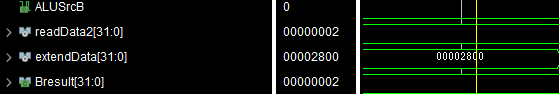 ALUSrcB 0
readData2[31:0] 00000002
extendData[31:0] 00002800 00002800
Bresult[31:0] 00000002